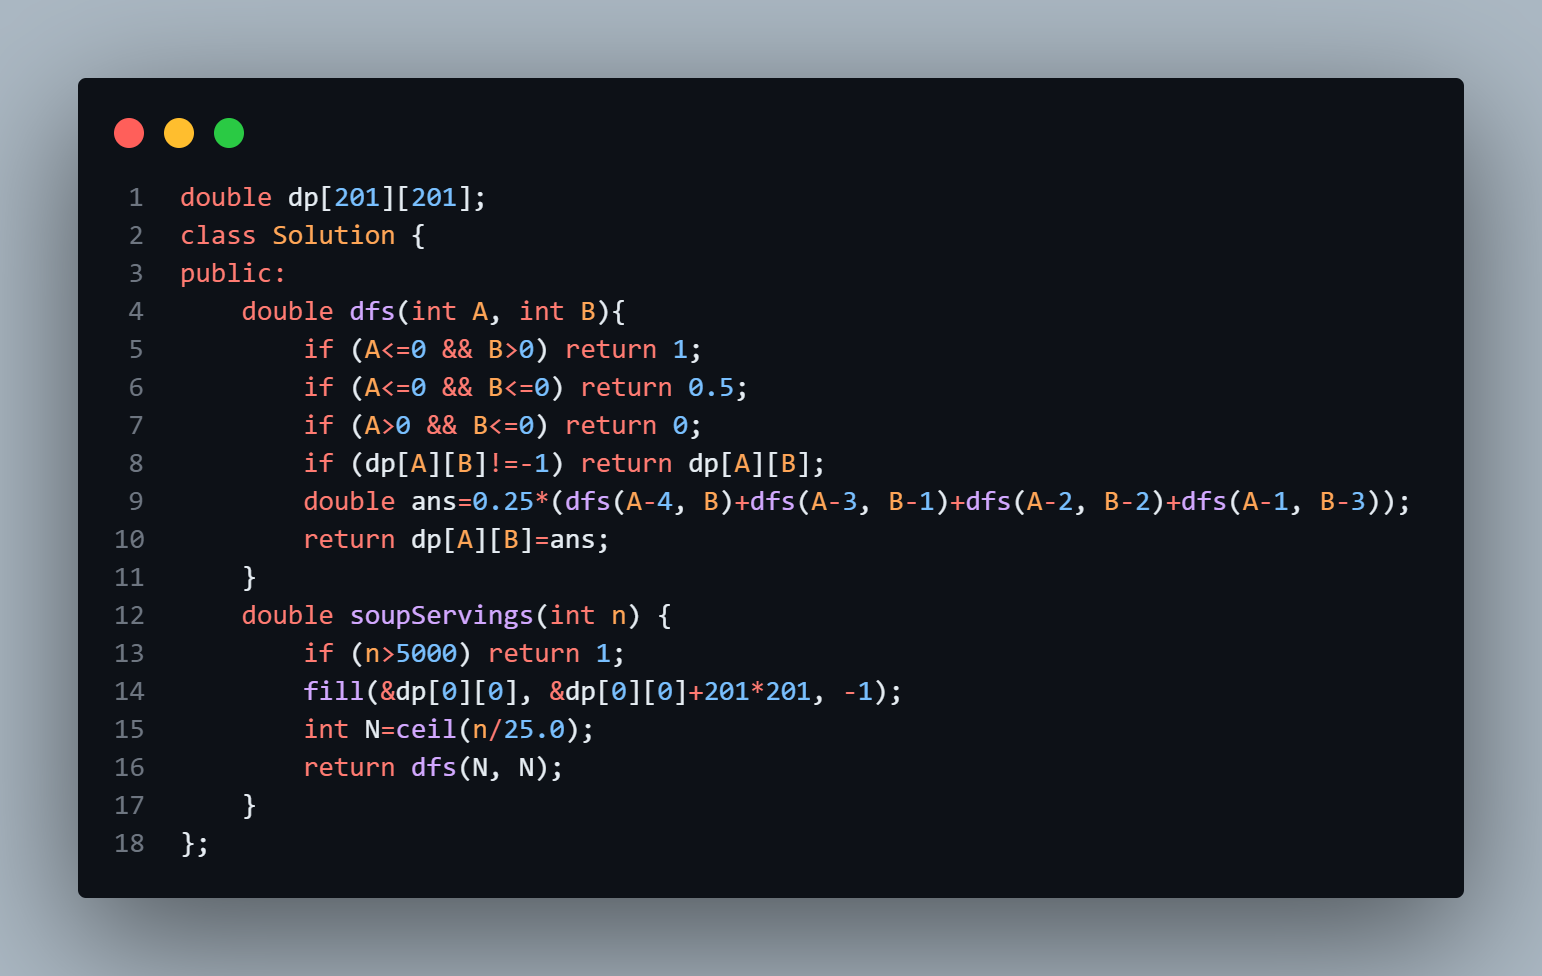 1 double dp[201][201];
2 class Solution {
3 public:
4     double dfs(int A, int B){
5         if (A<=0 && B>0) return 1;
6         if (A<=0 && B<=0) return 0.5;
7         if (A>0 && B<=0) return 0;
8         if (dp[A][B]!=-1) return dp[A][B];
9         double ans=0.25*(dfs(A-4, B)+dfs(A-3, B-1)+dfs(A-2, B-2)+dfs(A-1, B-3));
10         return dp[A][B]=ans;
11     }
12     double soupServings(int n) {
13         if (n>5000) return 1;
14         fill(&dp[0][0], &dp[0][0]+201*201, -1);
15         int N=ceil(n/25.0);
16         return dfs(N, N);
17     }
18 };